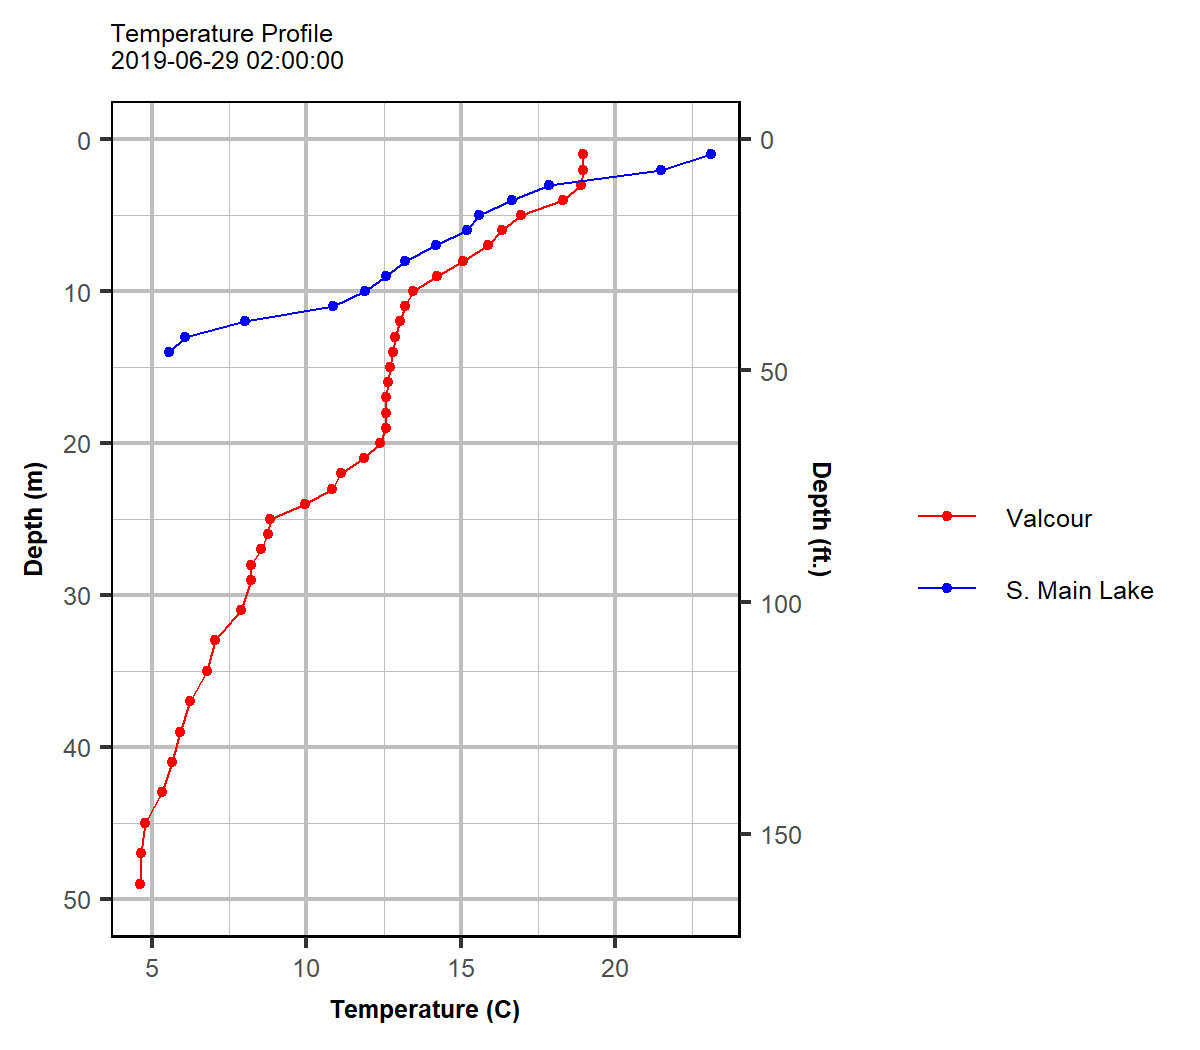 Temperature Profile
2019-06-29 02:00:00
0
10
20
30
40
50
Depth (m)
0
50
100
150
Depth (ft.)
5 10 15 20
Temperature (C)
Valcour
S. Main Lake